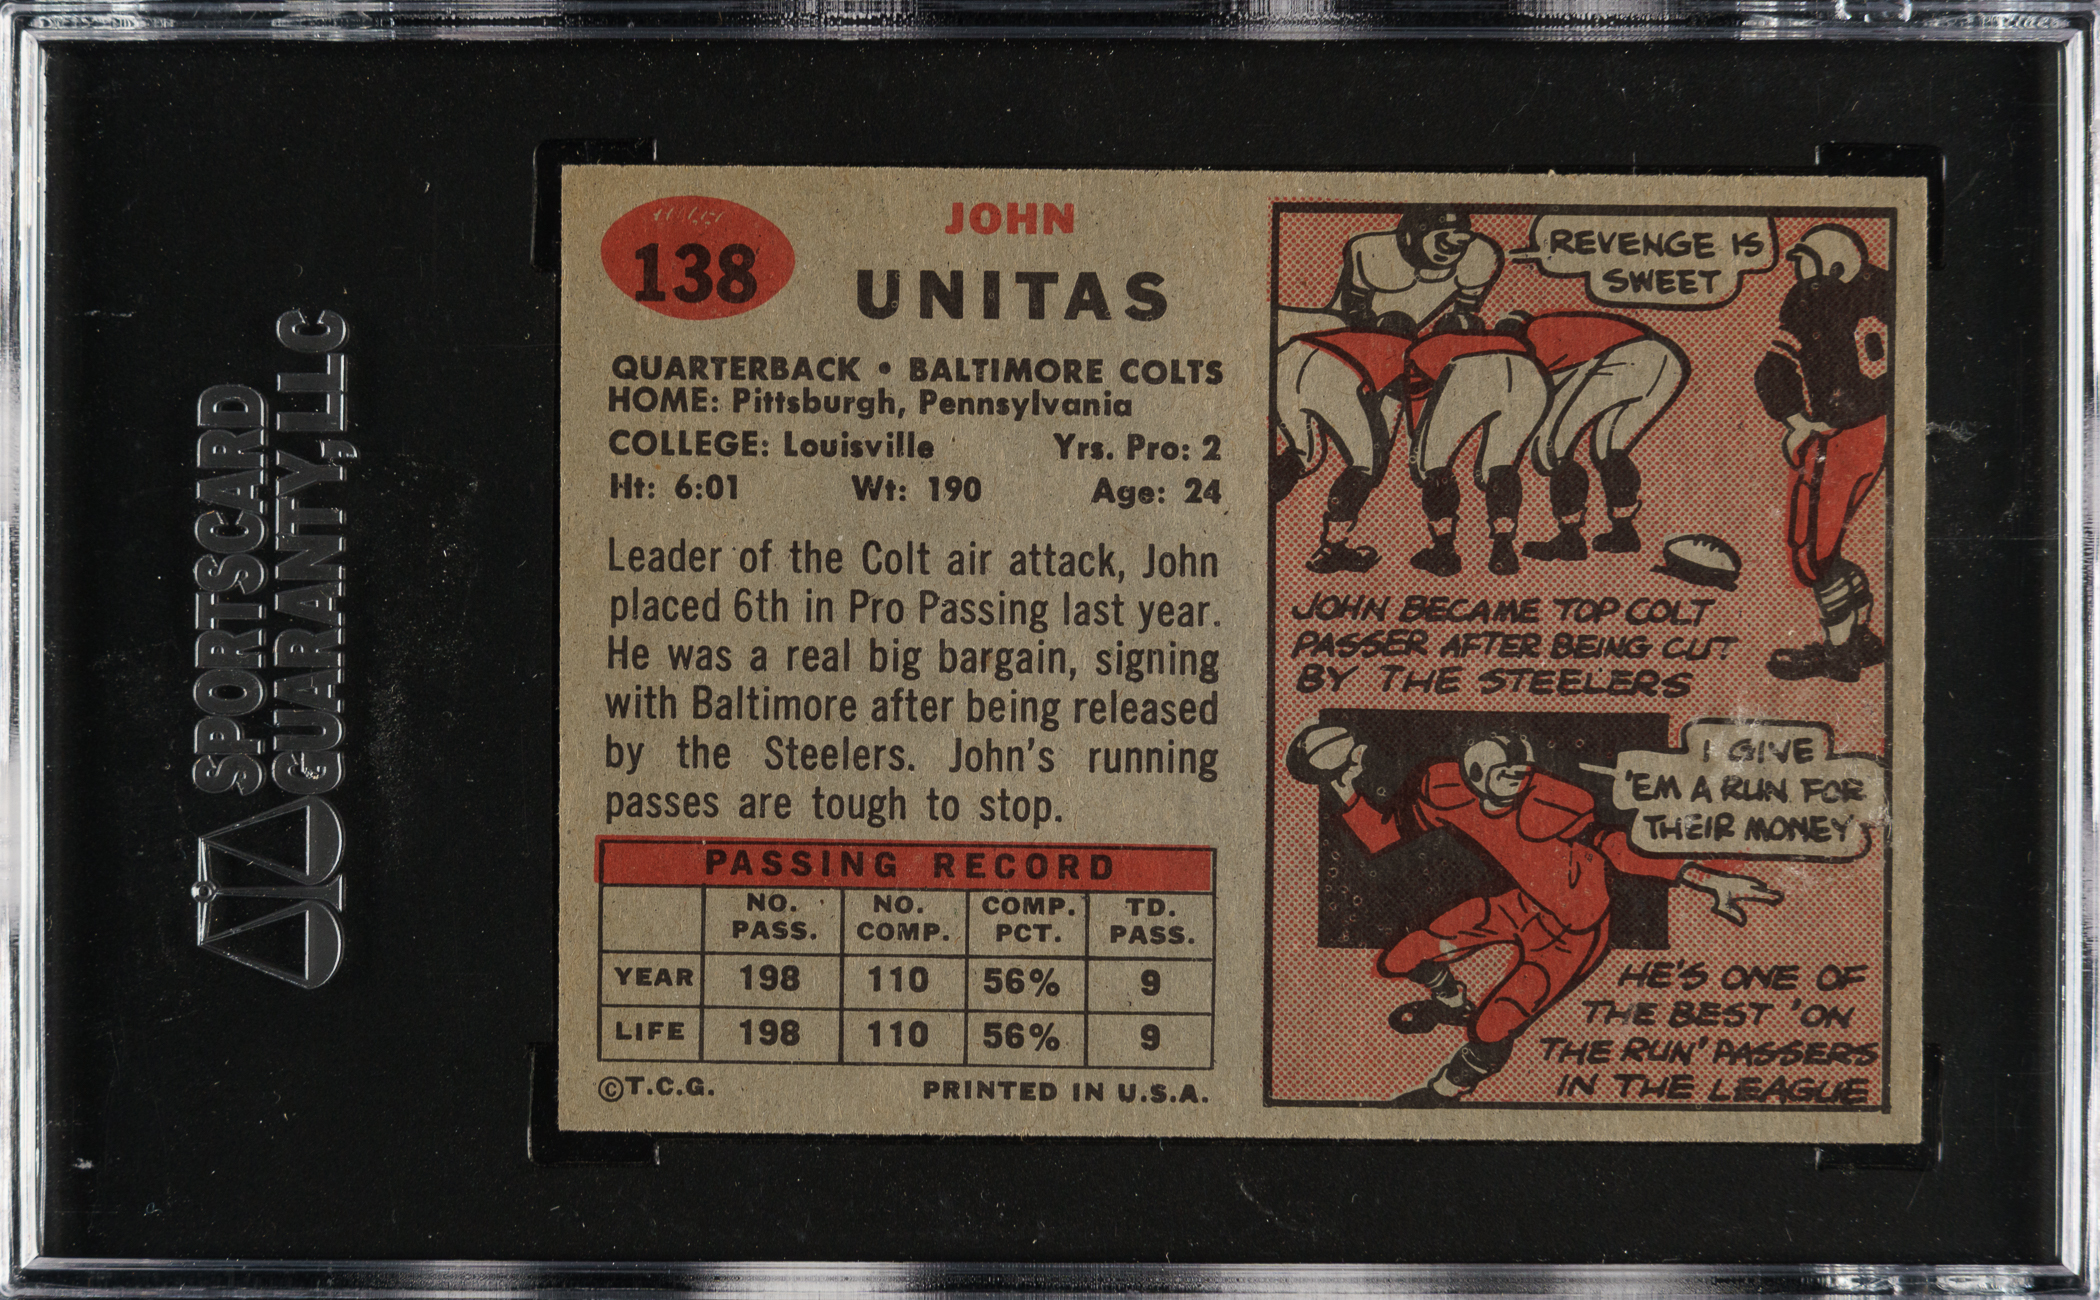 SPORTSCARD
GUARANTY, LLC
138
JOHN
UNITAS
QUARTERBACK • BALTIMORE COLTS
HOME: Pittsburgh, Pennsylvania
COLLEGE: Louisville Yrs. Pro: 2
Ht: 6:01 Wt: 190 Age: 24
Leader of the Colt air attack, John
placed 6th in Pro Passing last year.
He was a real big bargain, signing
with Baltimore after being released
by the Steelers. John's running
passes are tough to stop.
PASSING RECORD
NO. PASS. NO. COMP. COMP. PCT. TD. PASS.
YEAR 198 110 56% 9
LIFE 198 110 56% 9
©T.C.G. PRINTED IN U.S.A.
REVENGE IS
SWEET
0
JOHN BECAME TOP COLT
PASSER AFTER BEING CUT
BY THE STEELERS
I GIVE
'EM A RUN FOR
THEIR MONEY
HE'S ONE OF
THE BEST 'ON
THE RUN' PASSERS
IN THE LEAGUE